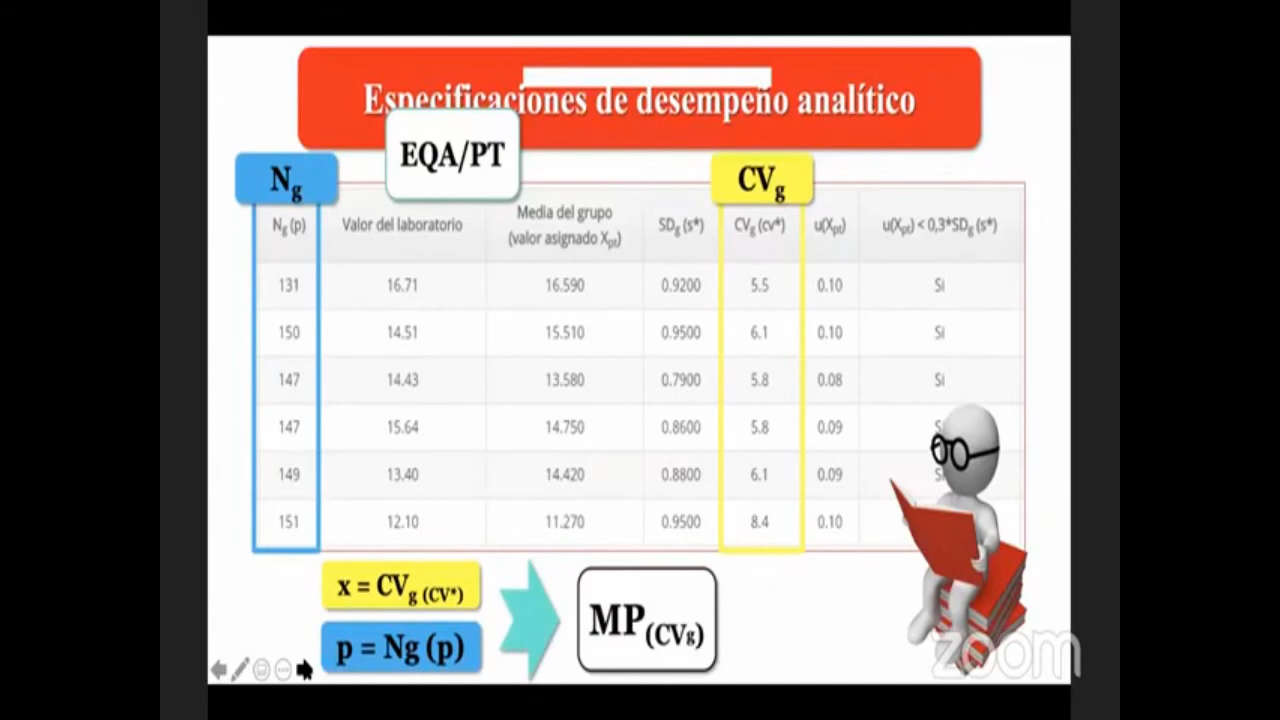 Especificaciones de desempeño analítico
EQA/PT
Ng
CVg
Ng (p) Valor del laboratorio Media del grupo (valor asignado Xpt) SDg (s*) CVg (cv*) u(Xpt) u(Xpt) < 0,3*SDg (s*)
131 16.71 16.590 0.9200 5.5 0.10 Si
150 14.51 15.510 0.9500 6.1 0.10 Si
147 14.43 13.580 0.7900 5.8 0.08 Si
147 15.64 14.750 0.8600 5.8 0.09
149 13.40 14.420 0.8800 6.1 0.09
151 12.10 11.270 0.9500 8.4 0.10
x = CVg (CV*)
p = Ng (p)
MP(CVg)
zoom